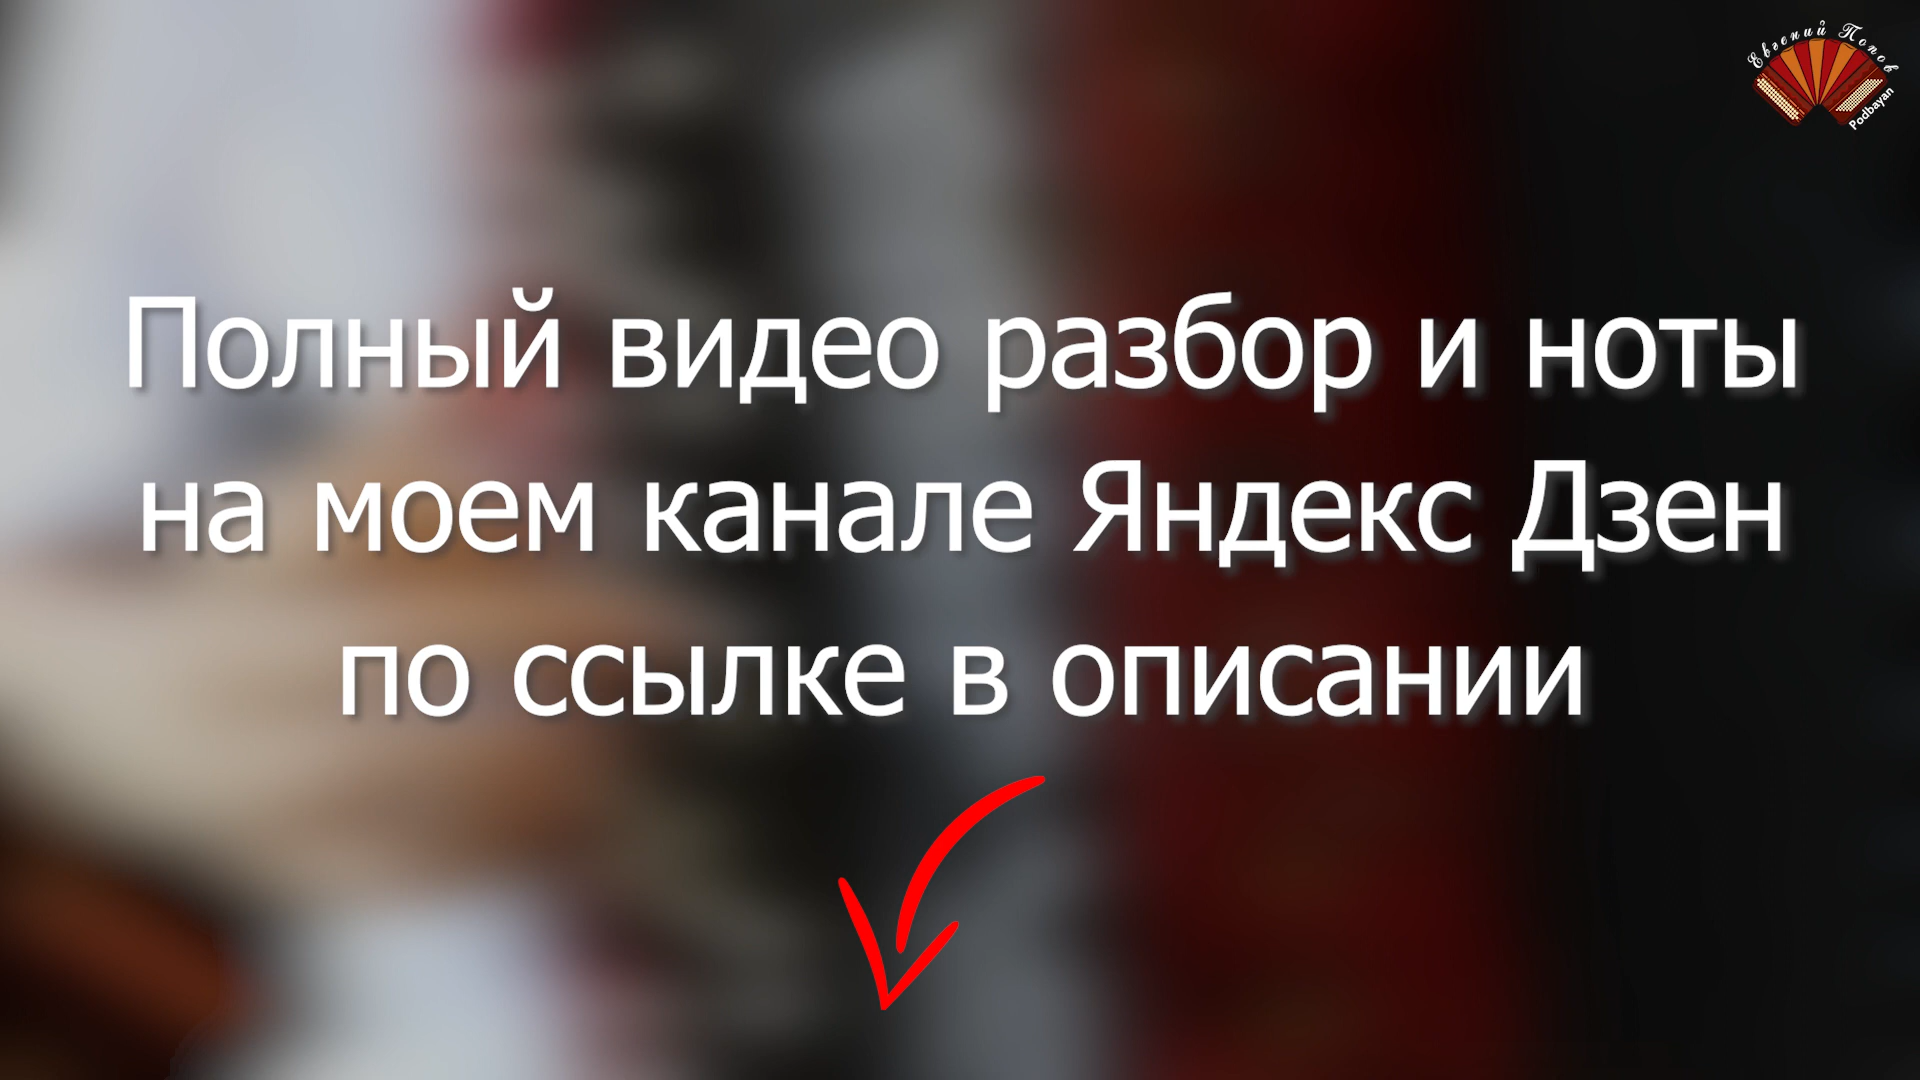 Евгений Попов
Podbayan
Полный видео разбор и ноты
на моем канале Яндекс Дзен
по ссылке в описании